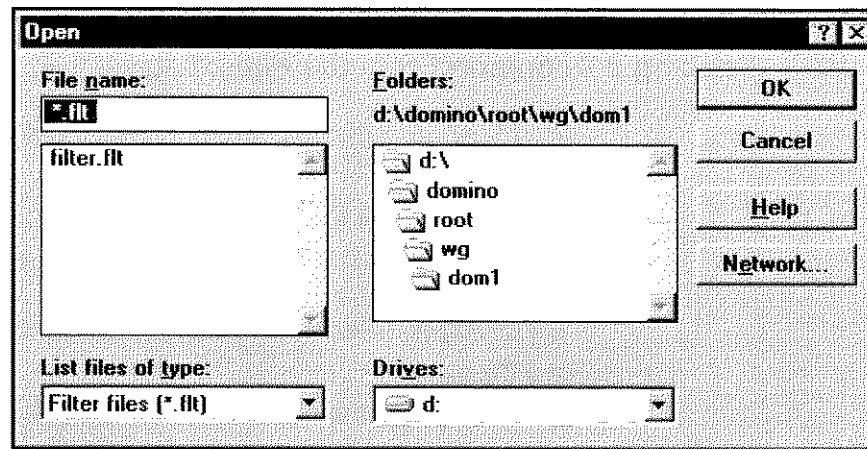 Open
File name:
*.flt
filter.flt
List files of type:
Filter files (*.flt)
Folders:
d:\domino\root\wg\dom1
d:\
domino
root
wg
dom1
Drives:
d:
OK
Cancel
Help
Network...